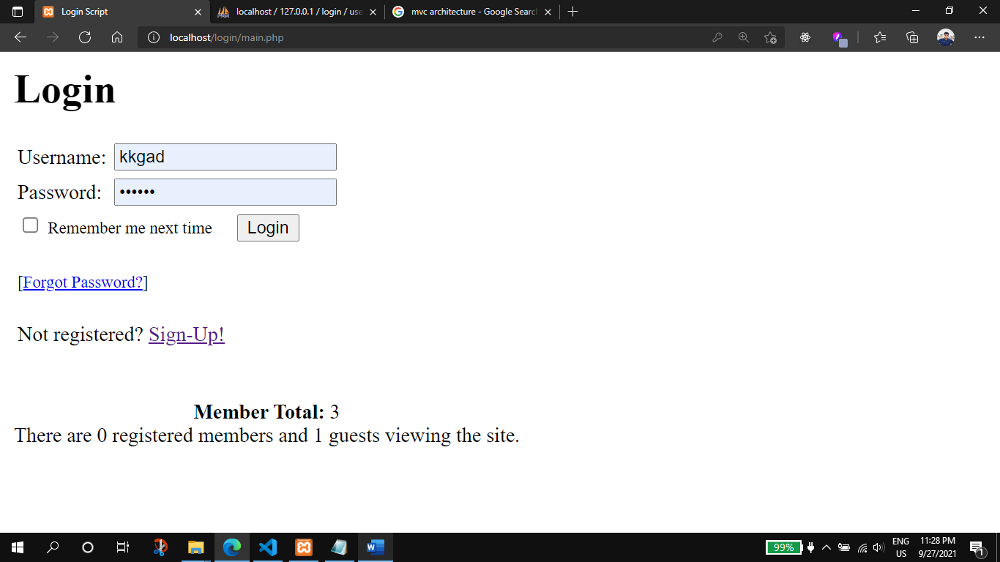 Login Script
localhost / 127.0.0.1 / login / use
mvc architecture - Google Search
localhost/login/main.php
Login
Username: kkgad
Password: ••••••
Remember me next time Login
[Forgot Password?]
Not registered? Sign-Up!
Member Total: 3
There are 0 registered members and 1 guests viewing the site.
99%
ENG
US
11:28 PM
9/27/2021
1